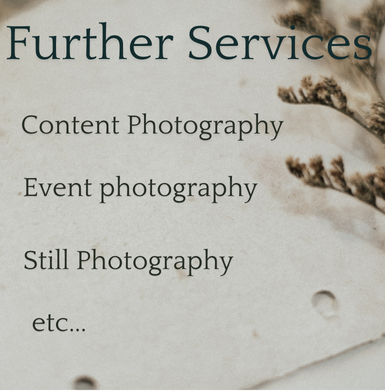 Further Services
Content Photography
Event photography
Still Photography
etc...